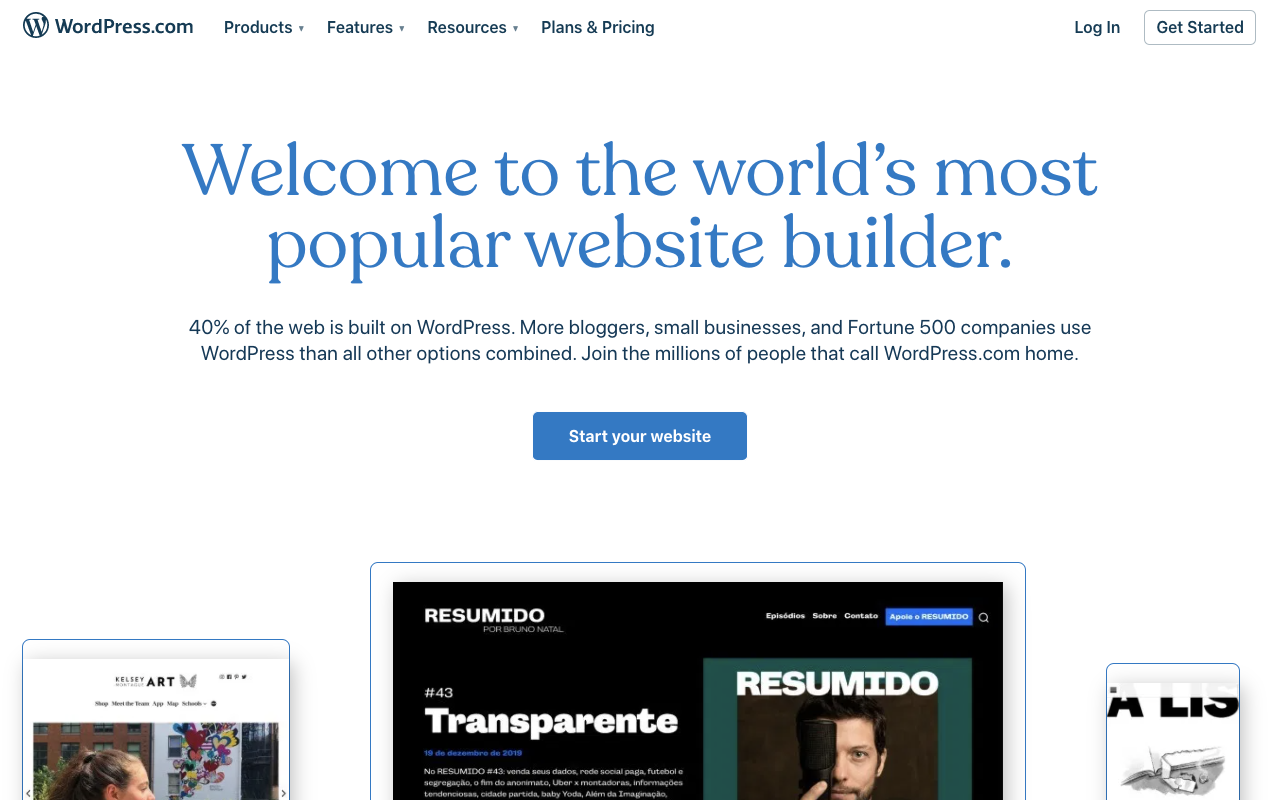 WordPress.com
Products ▾ Features ▾ Resources ▾ Plans & Pricing
Log In
Get Started
Welcome to the world’s most
popular website builder.
40% of the web is built on WordPress. More bloggers, small businesses, and Fortune 500 companies use
WordPress than all other options combined. Join the millions of people that call WordPress.com home.
Start your website
KELSEY
MONTAGUE
ART
Shop Meet the Team App Map Schools
RESUMIDO
POR BRUNO NATAL
Episódios Sobre Contato Apoie o RESUMIDO
#43
Transparente
10 de dezembro de 2019
No RESUMIDO #43: venda seus dados, rede social paga, futebol e
segregação, o fim do anonimato, Uber x montadoras, informações
tendenciosas, cidade partida, baby Yoda, Além da Imaginação,
RESUMIDO
A LIS